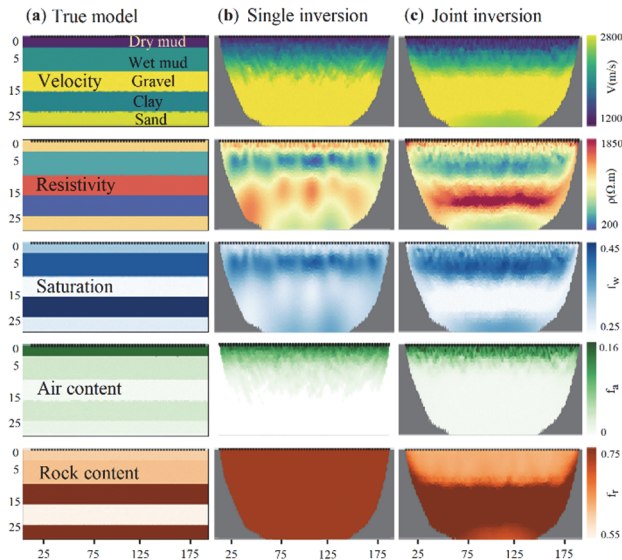 (a) True model (b) Single inversion (c) Joint inversion
0 Dry mud 2800
5 Wet mud
Velocity Gravel V(m/s)
15 Clay
25 Sand 1200
0 1850
5
Resistivity ρ(Ω.m)
15
25 200
0 0.45
5
Saturation f_w
15
25 0.25
0 0.16
5
Air content f_a
15
25 0
0 0.75
5 Rock content
f_r
15
25 0.55
25 75 125 175 25 75 125 175 25 75 125 175